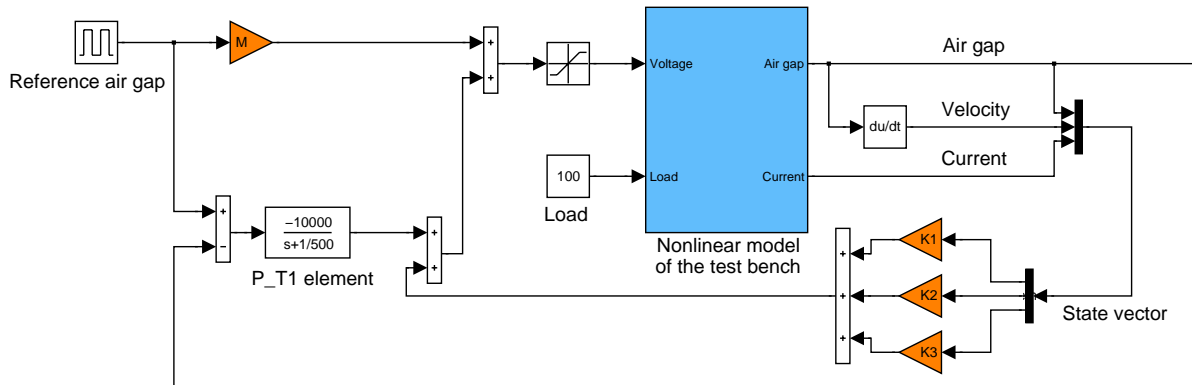 Reference air gap
M
+
+
Voltage
Air gap
Load
Current
Nonlinear model
of the test bench
100
Load
Air gap
du/dt
Velocity
Current
+
−
−10000
s+1/500
P_T1 element
+
+
+
+
+
K1
K2
K3
State vector